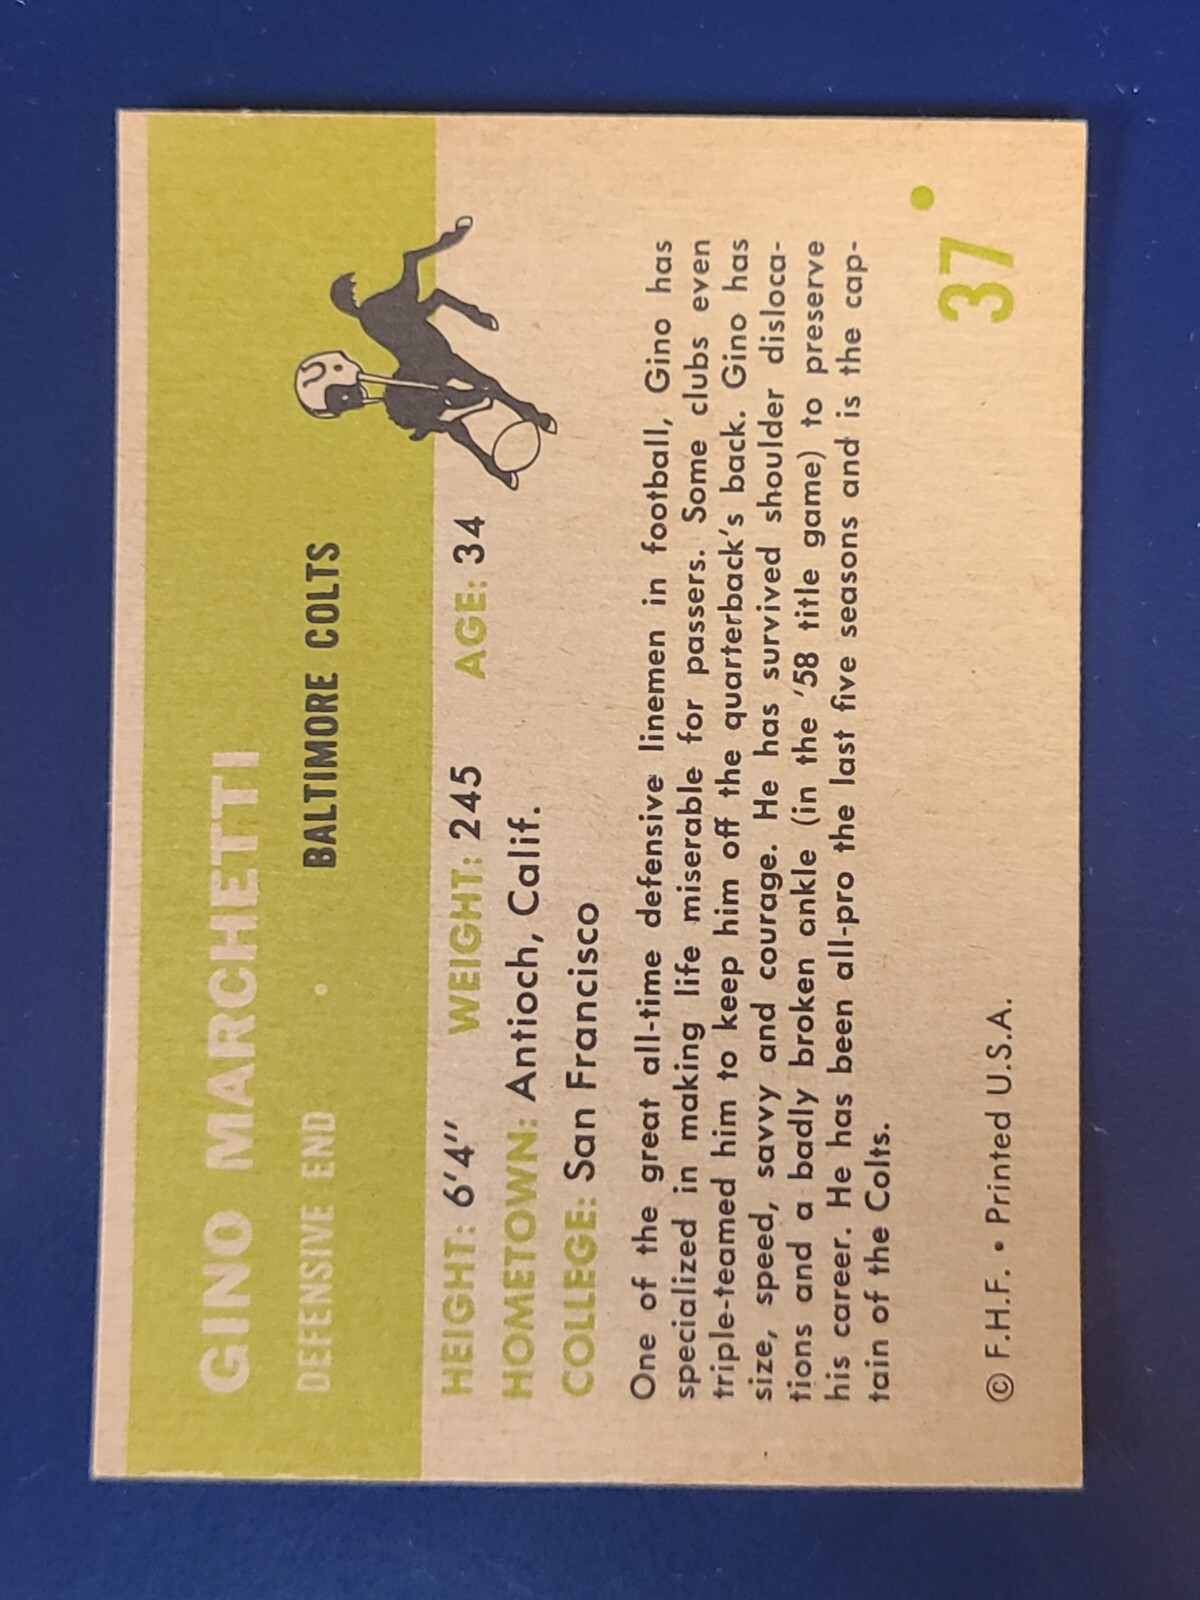 GINO MARCHETTI
DEFENSIVE END • BALTIMORE COLTS
HEIGHT: 6'4" WEIGHT: 245 AGE: 34
HOMETOWN: Antioch, Calif.
COLLEGE: San Francisco
One of the great all-time defensive linemen in football, Gino has
specialized in making life miserable for passers. Some clubs even
triple-teamed him to keep him off the quarterback's back. Gino has
size, speed, savvy and courage. He has survived shoulder disloca-
tions and a badly broken ankle (in the '58 title game) to preserve
his career. He has been all-pro the last five seasons and is the cap-
tain of the Colts.
© F.H.F. • Printed U.S.A.
37